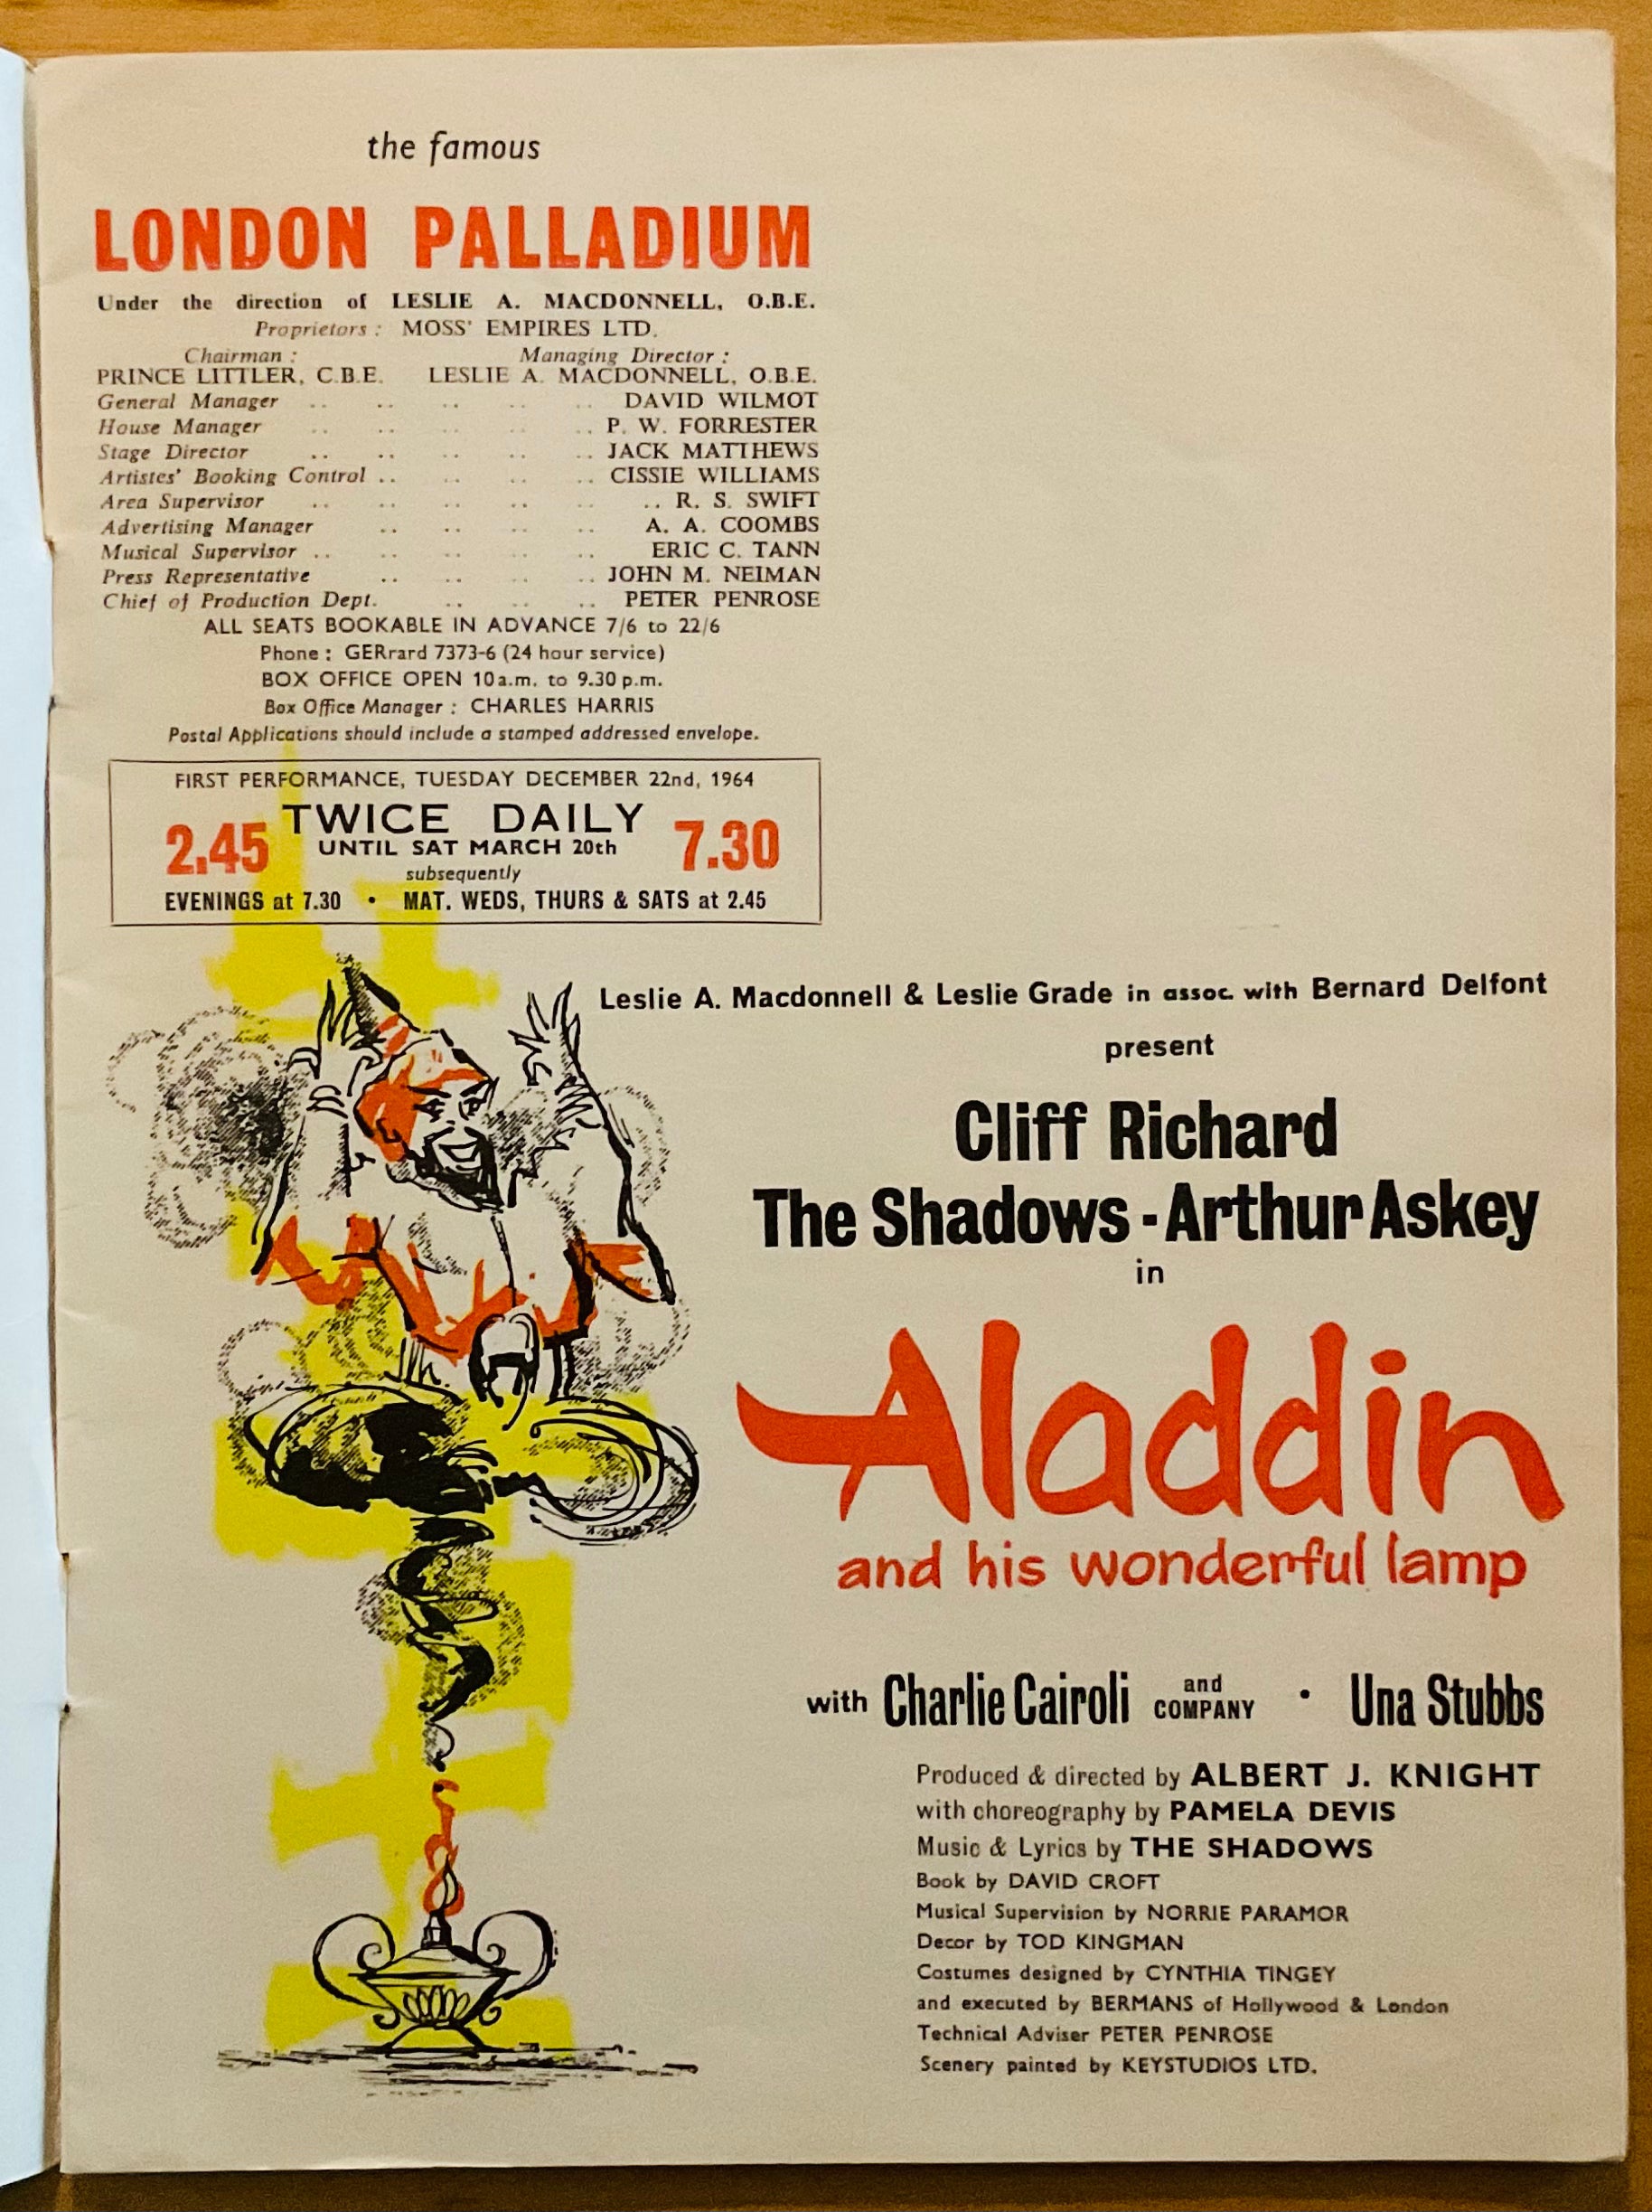 the famous
LONDON PALLADIUM
Under the direction of LESLIE A. MACDONNELL, O.B.E.
Proprietors : MOSS' EMPIRES LTD.
Chairman : Managing Director :
PRINCE LITTLER, C.B.E. LESLIE A. MACDONNELL, O.B.E.
General Manager .. .. .. .. .. DAVID WILMOT
House Manager .. .. .. .. .. P. W. FORRESTER
Stage Director .. .. .. .. .. JACK MATTHEWS
Artistes' Booking Control .. .. .. .. CISSIE WILLIAMS
Area Supervisor .. .. .. .. .. R. S. SWIFT
Advertising Manager .. .. .. .. A. A. COOMBS
Musical Supervisor .. .. .. .. .. ERIC C. TANN
Press Representative .. .. .. .. JOHN M. NEIMAN
Chief of Production Dept. .. .. .. PETER PENROSE
ALL SEATS BOOKABLE IN ADVANCE 7/6 to 22/6
Phone : GERrard 7373-6 (24 hour service)
BOX OFFICE OPEN 10 a.m. to 9.30 p.m.
Box Office Manager : CHARLES HARRIS
Postal Applications should include a stamped addressed envelope.
FIRST PERFORMANCE, TUESDAY DECEMBER 22nd, 1964
2.45 TWICE DAILY 7.30
UNTIL SAT MARCH 20th
subsequently
EVENINGS at 7.30 • MAT. WEDS, THURS & SATS at 2.45
Leslie A. Macdonnell & Leslie Grade in assoc. with Bernard Delfont
present
Cliff Richard
The Shadows - Arthur Askey
in
Aladdin
and his wonderful lamp
with Charlie Cairoli and COMPANY • Una Stubbs
Produced & directed by ALBERT J. KNIGHT
with choreography by PAMELA DEVIS
Music & Lyrics by THE SHADOWS
Book by DAVID CROFT
Musical Supervision by NORRIE PARAMOR
Decor by TOD KINGMAN
Costumes designed by CYNTHIA TINGEY
and executed by BERMANS of Hollywood & London
Technical Adviser PETER PENROSE
Scenery painted by KEYSTUDIOS LTD.